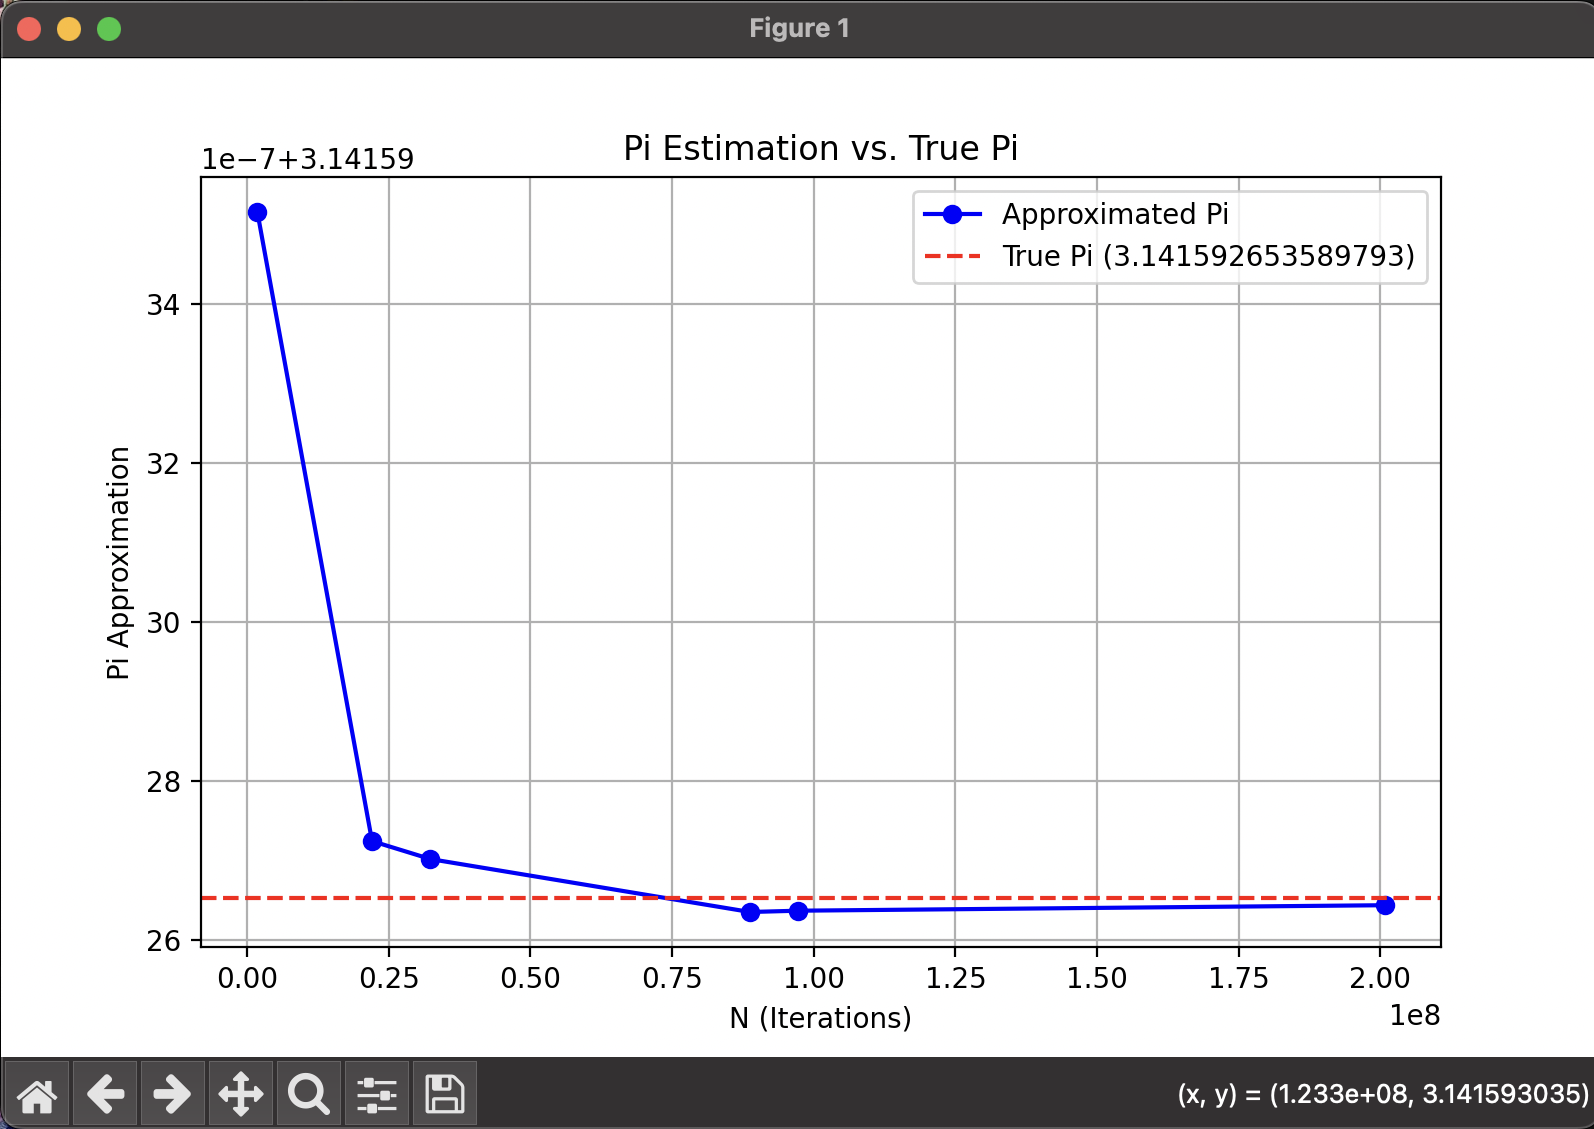 Figure 1
1e−7+3.14159
Pi Estimation vs. True Pi
Approximated Pi
True Pi (3.141592653589793)
34
32
30
28
26
Pi Approximation
0.00 0.25 0.50 0.75 1.00 1.25 1.50 1.75 2.00
1e8
N (Iterations)
(x, y) = (1.233e+08, 3.141593035)